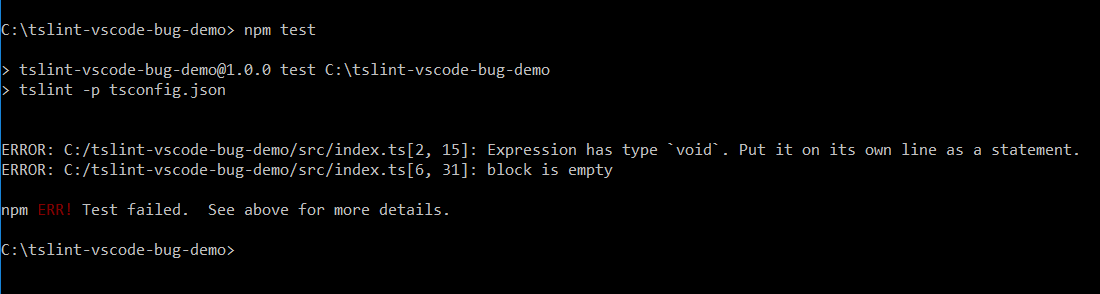 C:\tslint-vscode-bug-demo> npm test
> tslint-vscode-bug-demo@1.0.0 test C:\tslint-vscode-bug-demo
> tslint -p tsconfig.json
ERROR: C:/tslint-vscode-bug-demo/src/index.ts[2, 15]: Expression has type `void`. Put it on its own line as a statement.
ERROR: C:/tslint-vscode-bug-demo/src/index.ts[6, 31]: block is empty
npm ERR! Test failed.  See above for more details.
C:\tslint-vscode-bug-demo>